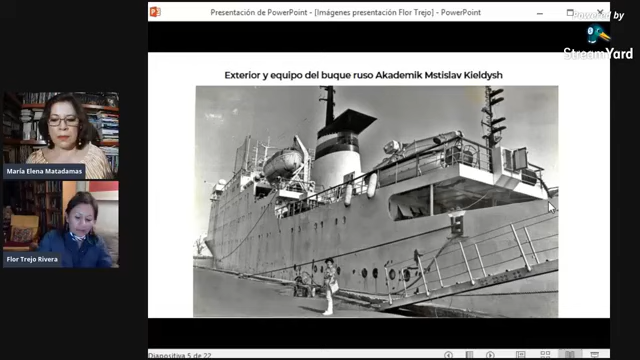 Presentación de PowerPoint - [Imágenes presentación Flor Trejo] - PowerPoint
Powered by
StreamYard
Exterior y equipo del buque ruso Akademik Mstislav Kieldysh
María Elena Matadamas
Flor Trejo Rivera
Diapositiva 5 de 22